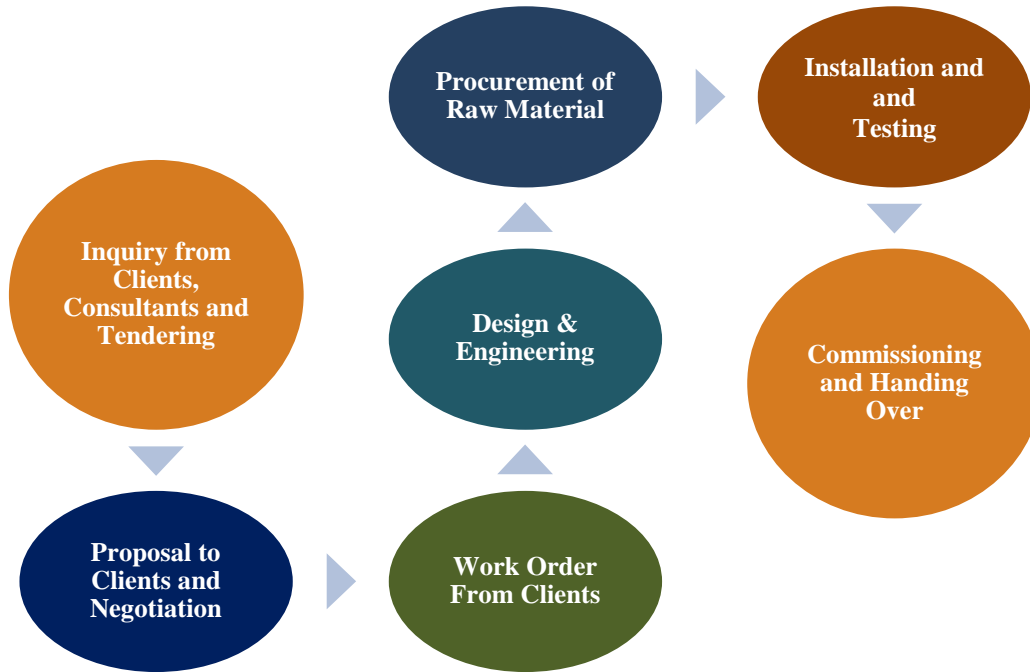 Inquiry from
Clients,
Consultants and
Tendering
Proposal to
Clients and
Negotiation
Work Order
From Clients
Design &
Engineering
Procurement of
Raw Material
Installation and
and
Testing
Commissioning
and Handing
Over